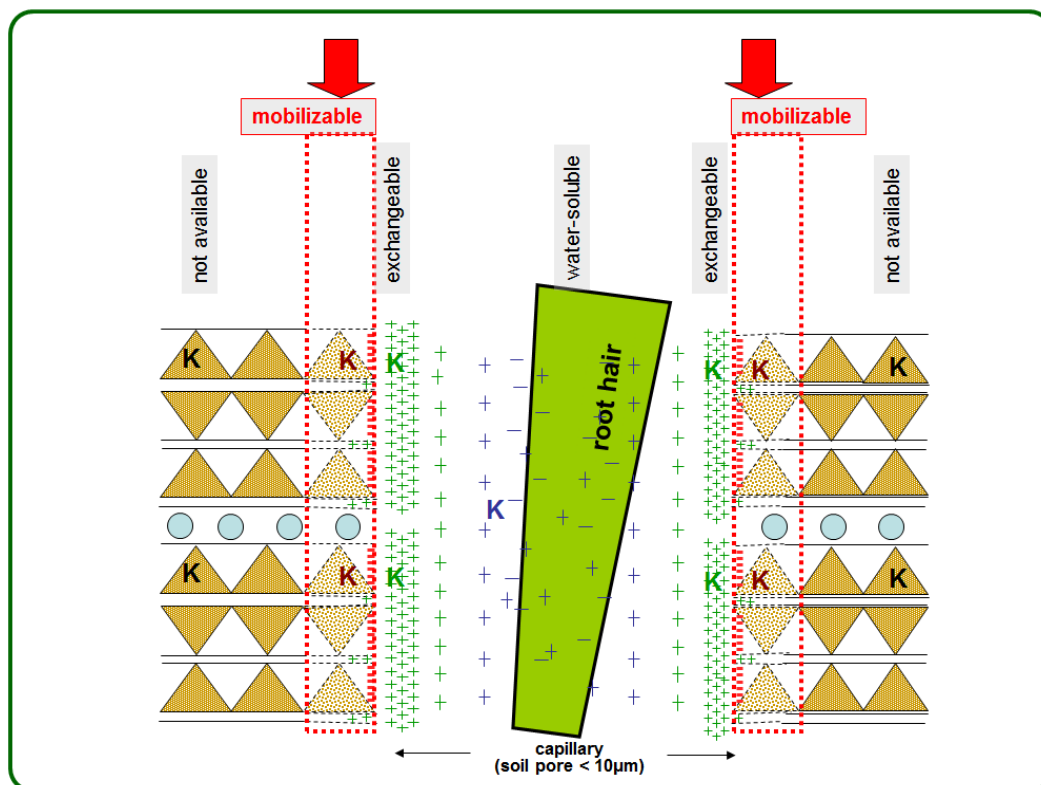 mobilizable
mobilizable
not available
exchangeable
water-soluble
exchangeable
not available
root hair
K K K K K K
K
K K K K K K
capillary
(soil pore < 10µm)